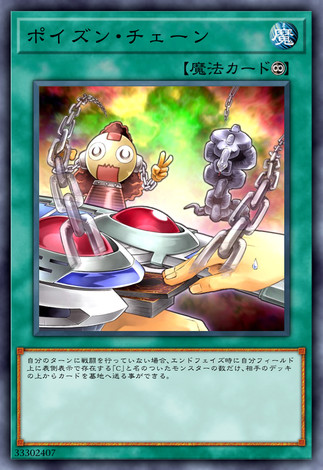 ポイズン・チェーン
魔
【魔法カード】
自分のターンに戦闘を行っていない場合、エンドフェイズ時に自分フィールド
上に表側表示で存在する「C」と名のついたモンスターの数だけ、相手のデッキ
の上からカードを墓地へ送る事ができる。
33302407